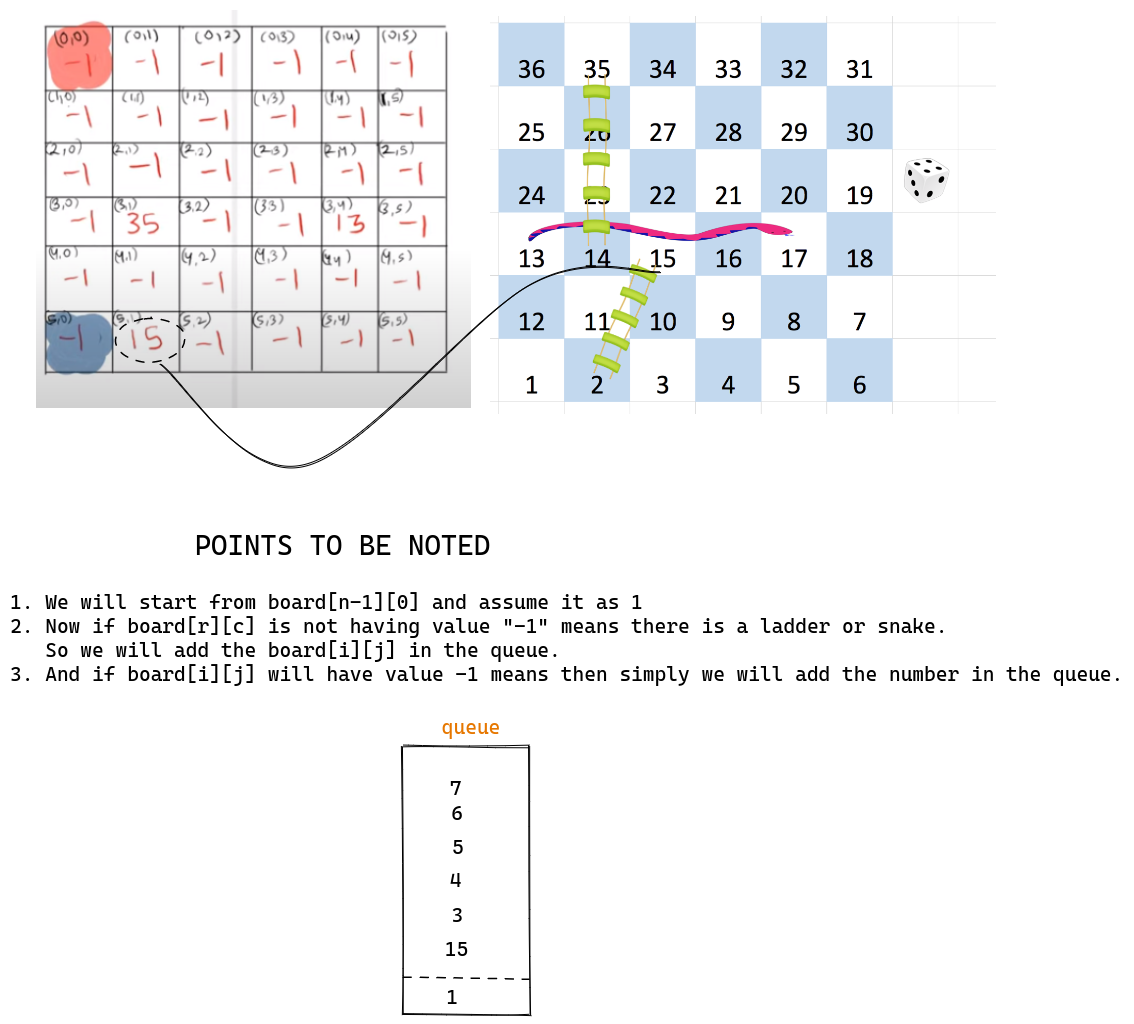 (0,0) (0,1) (0,2) (0,3) (0,4) (0,5)
-1 -1 -1 -1 -1 -1
(1,0) (1,1) (1,2) (1,3) (1,4) (1,5)
-1 -1 -1 -1 -1 -1
(2,0) (2,1) (2,2) (2,3) (2,4) (2,5)
-1 -1 -1 -1 -1 -1
(3,0) (3,1) (3,2) (33) (3,4) (3,5)
-1 35 -1 -1 13 -1
(4,0) (4,1) (4,2) (4,3) (44) (4,5)
-1 -1 -1 -1 -1 -1
(5,0) (5,1) (5,2) (5,3) (5,4) (5,5)
-1 15 -1 -1 -1 -1
36 35 34 33 32 31
25 26 27 28 29 30
24 23 22 21 20 19
13 14 15 16 17 18
12 11 10 9 8 7
1 2 3 4 5 6
POINTS TO BE NOTED
1. We will start from board[n-1][0] and assume it as 1
2. Now if board[r][c] is not having value "-1" means there is a ladder or snake.
So we will add the board[i][j] in the queue.
3. And if board[i][j] will have value -1 means then simply we will add the number in the queue.
queue
7
6
5
4
3
15
1